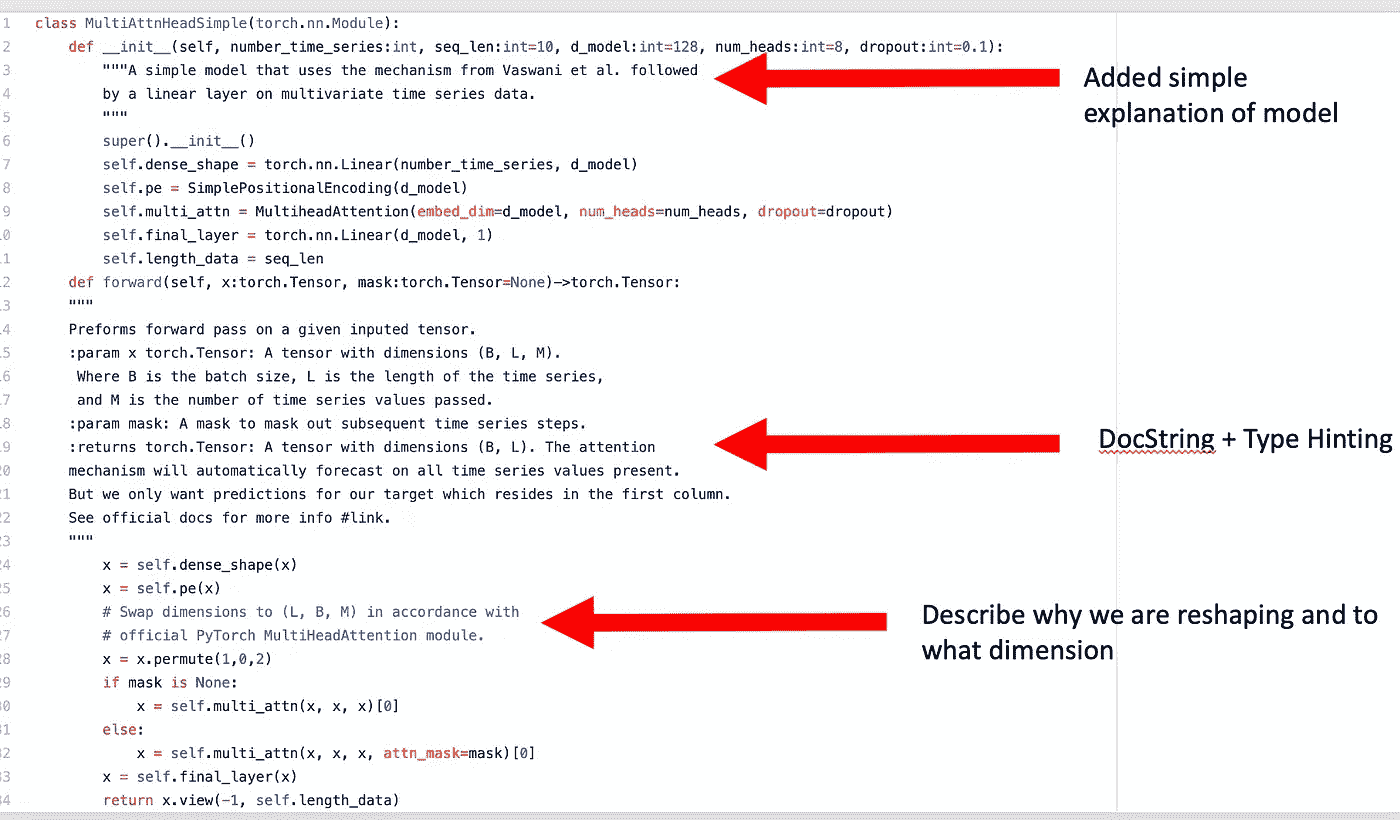 1 class MultiAttnHeadSimple(torch.nn.Module):
2 def __init__(self, number_time_series:int, seq_len:int=10, d_model:int=128, num_heads:int=8, dropout:int=0.1):
3 """A simple model that uses the mechanism from Vaswani et al. followed
4 by a linear layer on multivariate time series data.
5 """
6 super().__init__()
7 self.dense_shape = torch.nn.Linear(number_time_series, d_model)
8 self.pe = SimplePositionalEncoding(d_model)
9 self.multi_attn = MultiheadAttention(embed_dim=d_model, num_heads=num_heads, dropout=dropout)
0 self.final_layer = torch.nn.Linear(d_model, 1)
1 self.length_data = seq_len
2 def forward(self, x:torch.Tensor, mask:torch.Tensor=None)->torch.Tensor:
3 """
4 Preforms forward pass on a given inputed tensor.
5 :param x torch.Tensor: A tensor with dimensions (B, L, M).
6 Where B is the batch size, L is the length of the time series,
7 and M is the number of time series values passed.
8 :param mask: A mask to mask out subsequent time series steps.
9 :returns torch.Tensor: A tensor with dimensions (B, L). The attention
20 mechanism will automatically forecast on all time series values present.
21 But we only want predictions for our target which resides in the first column.
22 See official docs for more info #link.
23 """
24 x = self.dense_shape(x)
25 x = self.pe(x)
26 # Swap dimensions to (L, B, M) in accordance with
27 # official PyTorch MultiHeadAttention module.
28 x = x.permute(1,0,2)
29 if mask is None:
30 x = self.multi_attn(x, x, x)[0]
31 else:
32 x = self.multi_attn(x, x, x, attn_mask=mask)[0]
33 x = self.final_layer(x)
34 return x.view(-1, self.length_data)
Added simple
explanation of model
DocString + Type Hinting
Describe why we are reshaping and to
what dimension